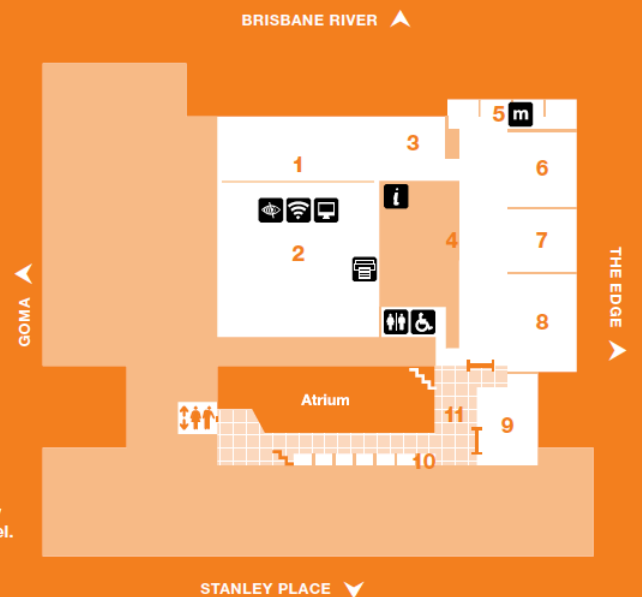 BRISBANE RIVER
5 m
3
1
6
i
4
7
2
GOMA
THE EDGE
8
Atrium
11
9
10
el.
STANLEY PLACE